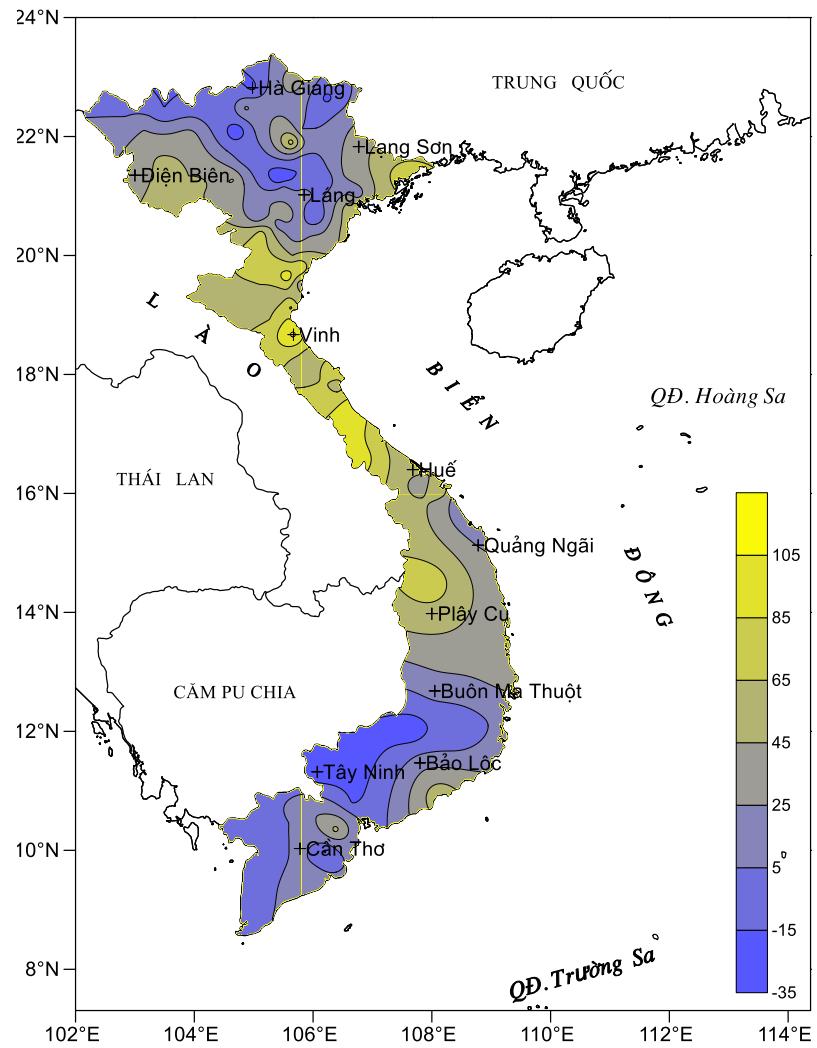 24°N
TRUNG QUỐC
Hà Giang
22°N
Lạng Sơn
Điện Biên
Láng
20°N
L À O
Vinh
18°N
BIỂN
QĐ. Hoàng Sa
THÁI LAN
Huế
16°N
Quảng Ngãi
105
ĐÔNG
85
14°N
Plây Cu
65
CĂM PU CHIA
Buôn Ma Thuột
45
12°N
Tây Ninh
Bảo Lộc
25
10°N
Cần Thơ
5
-15
8°N
QĐ. Trường Sa
-35
102°E 104°E 106°E 108°E 110°E 112°E 114°E